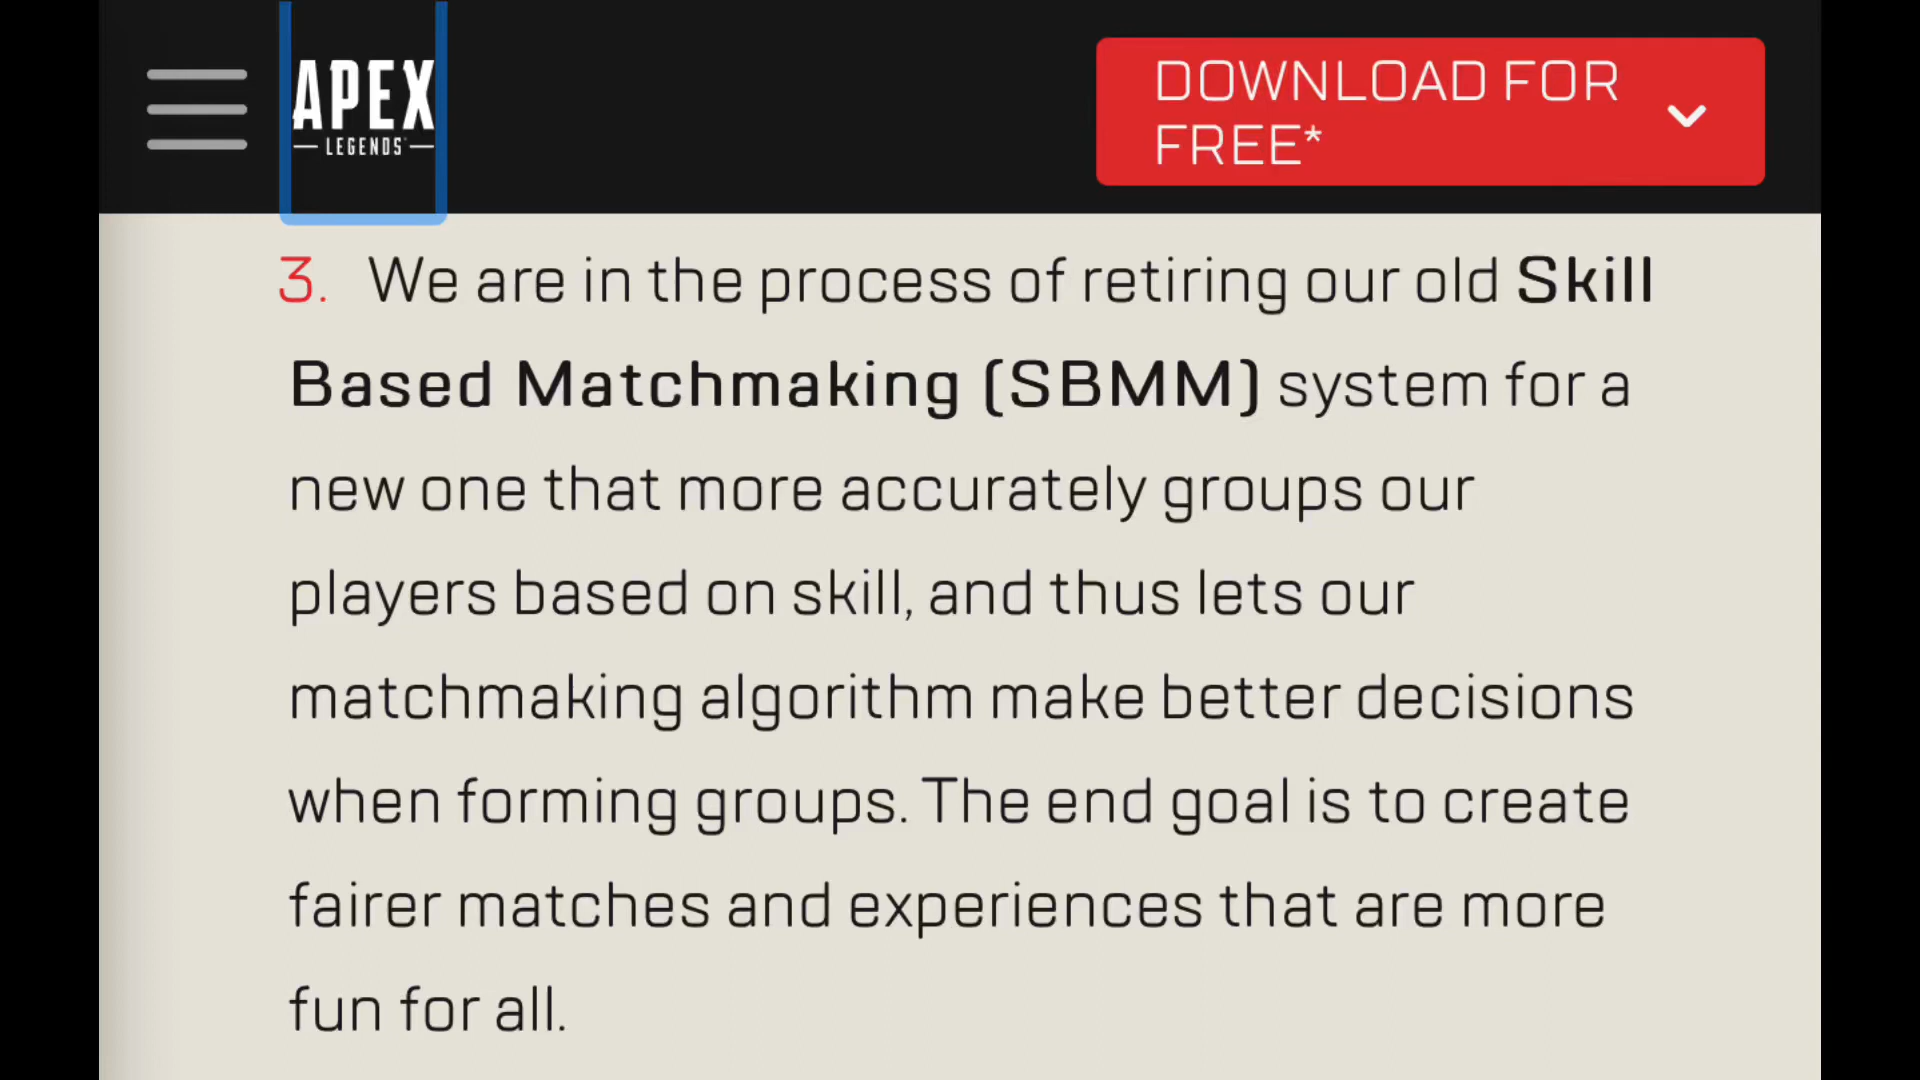 APEX
LEGENDS
DOWNLOAD FOR
FREE*
3. We are in the process of retiring our old Skill
Based Matchmaking (SBMM) system for a
new one that more accurately groups our
players based on skill, and thus lets our
matchmaking algorithm make better decisions
when forming groups. The end goal is to create
fairer matches and experiences that are more
fun for all.